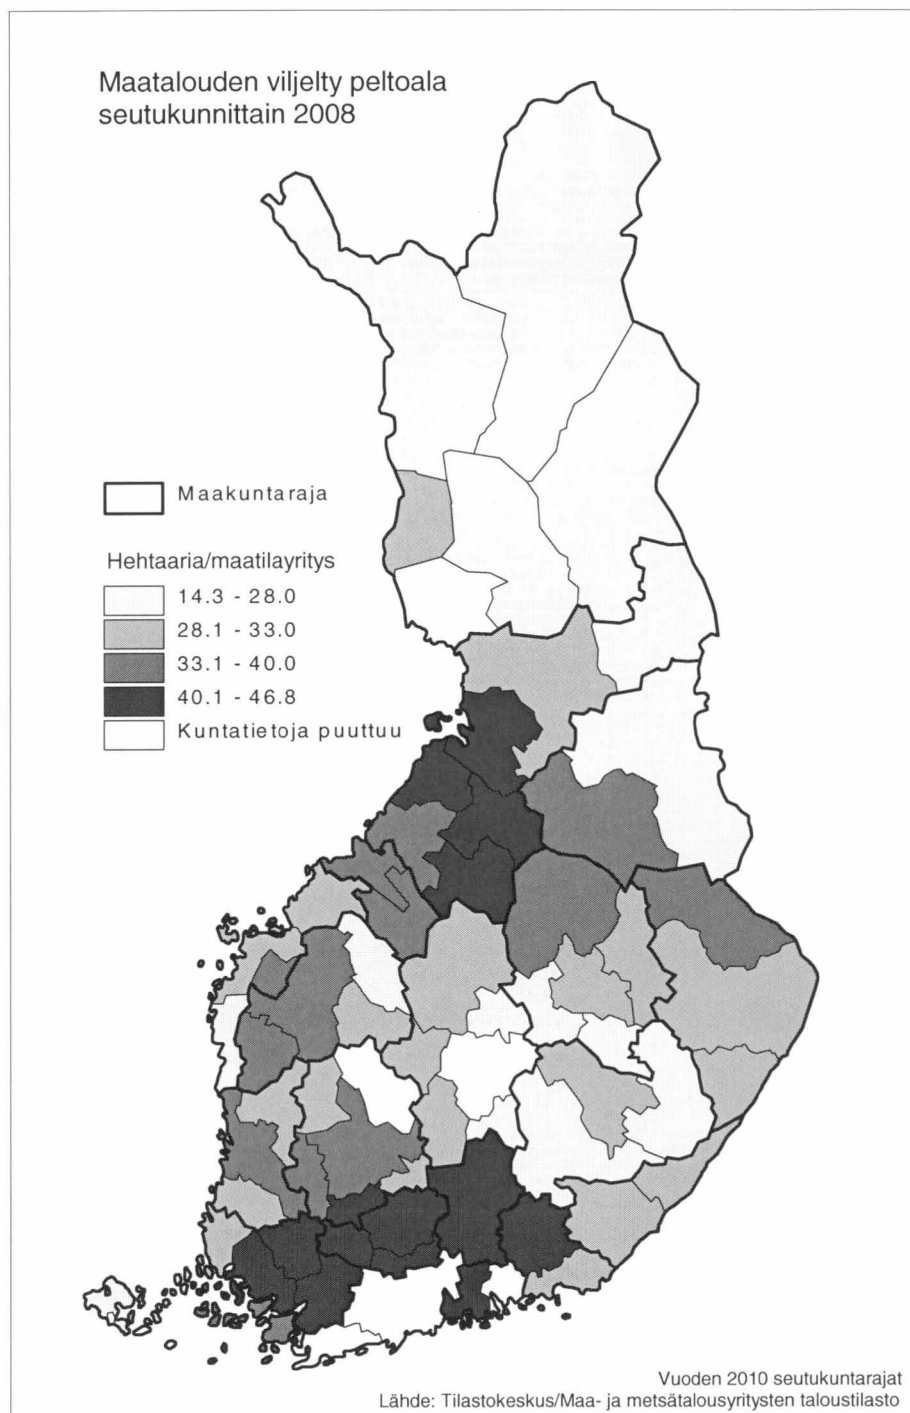 Maatalouden viljelty peltoala
seutukunnittain 2008
Maakuntaraja
Hehtaaria/maatilayritys
14.3 - 28.0
28.1 - 33.0
33.1 - 40.0
40.1 - 46.8
Kuntatietoja puuttuu
Vuoden 2010 seutukuntarajat
Lähde: Tilastokeskus/Maa- ja metsätalousyritysten taloustilasto